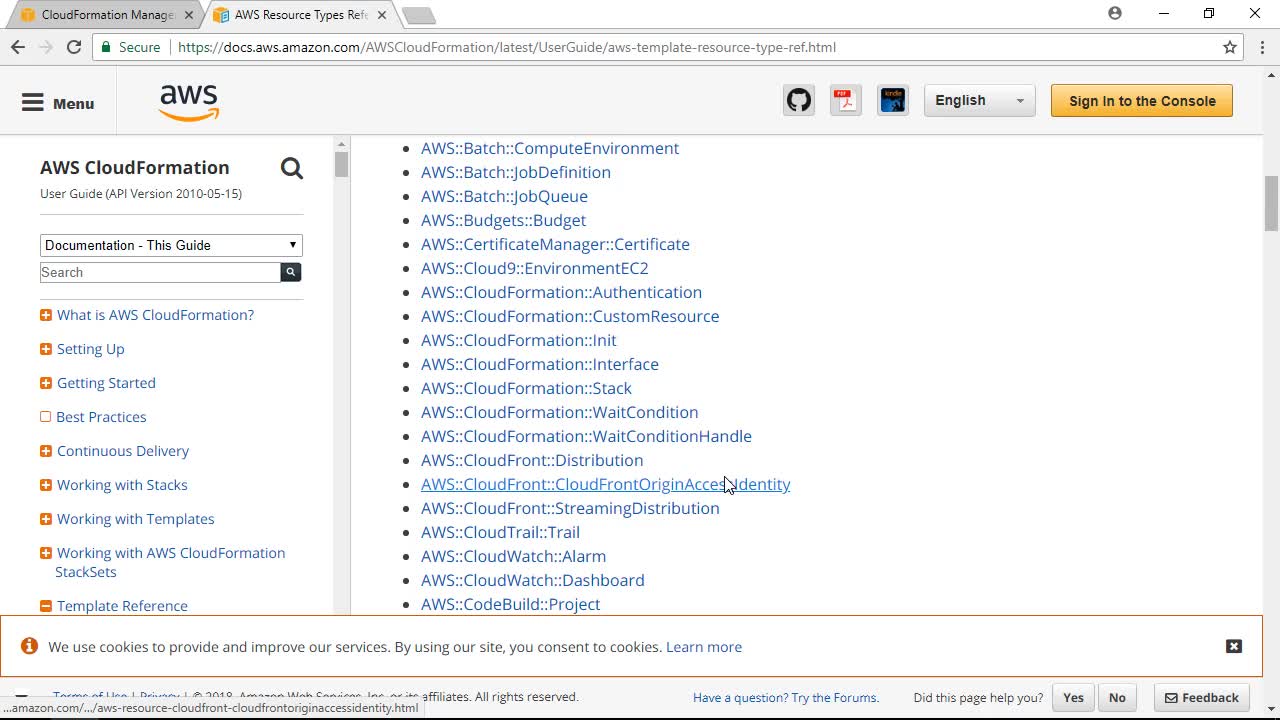 CloudFormation Manage
AWS Resource Types Refe
Secure
https://docs.aws.amazon.com/AWSCloudFormation/latest/UserGuide/aws-template-resource-type-ref.html
Menu
aws
PDF
kindle
English
Sign In to the Console
AWS CloudFormation
User Guide (API Version 2010-05-15)
Documentation - This Guide
Search
What is AWS CloudFormation?
Setting Up
Getting Started
Best Practices
Continuous Delivery
Working with Stacks
Working with Templates
Working with AWS CloudFormation
StackSets
Template Reference
AWS::Batch::ComputeEnvironment
AWS::Batch::JobDefinition
AWS::Batch::JobQueue
AWS::Budgets::Budget
AWS::CertificateManager::Certificate
AWS::Cloud9::EnvironmentEC2
AWS::CloudFormation::Authentication
AWS::CloudFormation::CustomResource
AWS::CloudFormation::Init
AWS::CloudFormation::Interface
AWS::CloudFormation::Stack
AWS::CloudFormation::WaitCondition
AWS::CloudFormation::WaitConditionHandle
AWS::CloudFront::Distribution
AWS::CloudFront::CloudFrontOriginAccessIdentity
AWS::CloudFront::StreamingDistribution
AWS::CloudTrail::Trail
AWS::CloudWatch::Alarm
AWS::CloudWatch::Dashboard
AWS::CodeBuild::Project
We use cookies to provide and improve our services. By using our site, you consent to cookies. Learn more
Terms of Use | Privacy | © 2018, Amazon Web Services, Inc. or its affiliates. All rights reserved.
Have a question? Try the Forums.
Did this page help you?
Yes
No
Feedback
...amazon.com/.../aws-resource-cloudfront-cloudfrontoriginaccessidentity.html